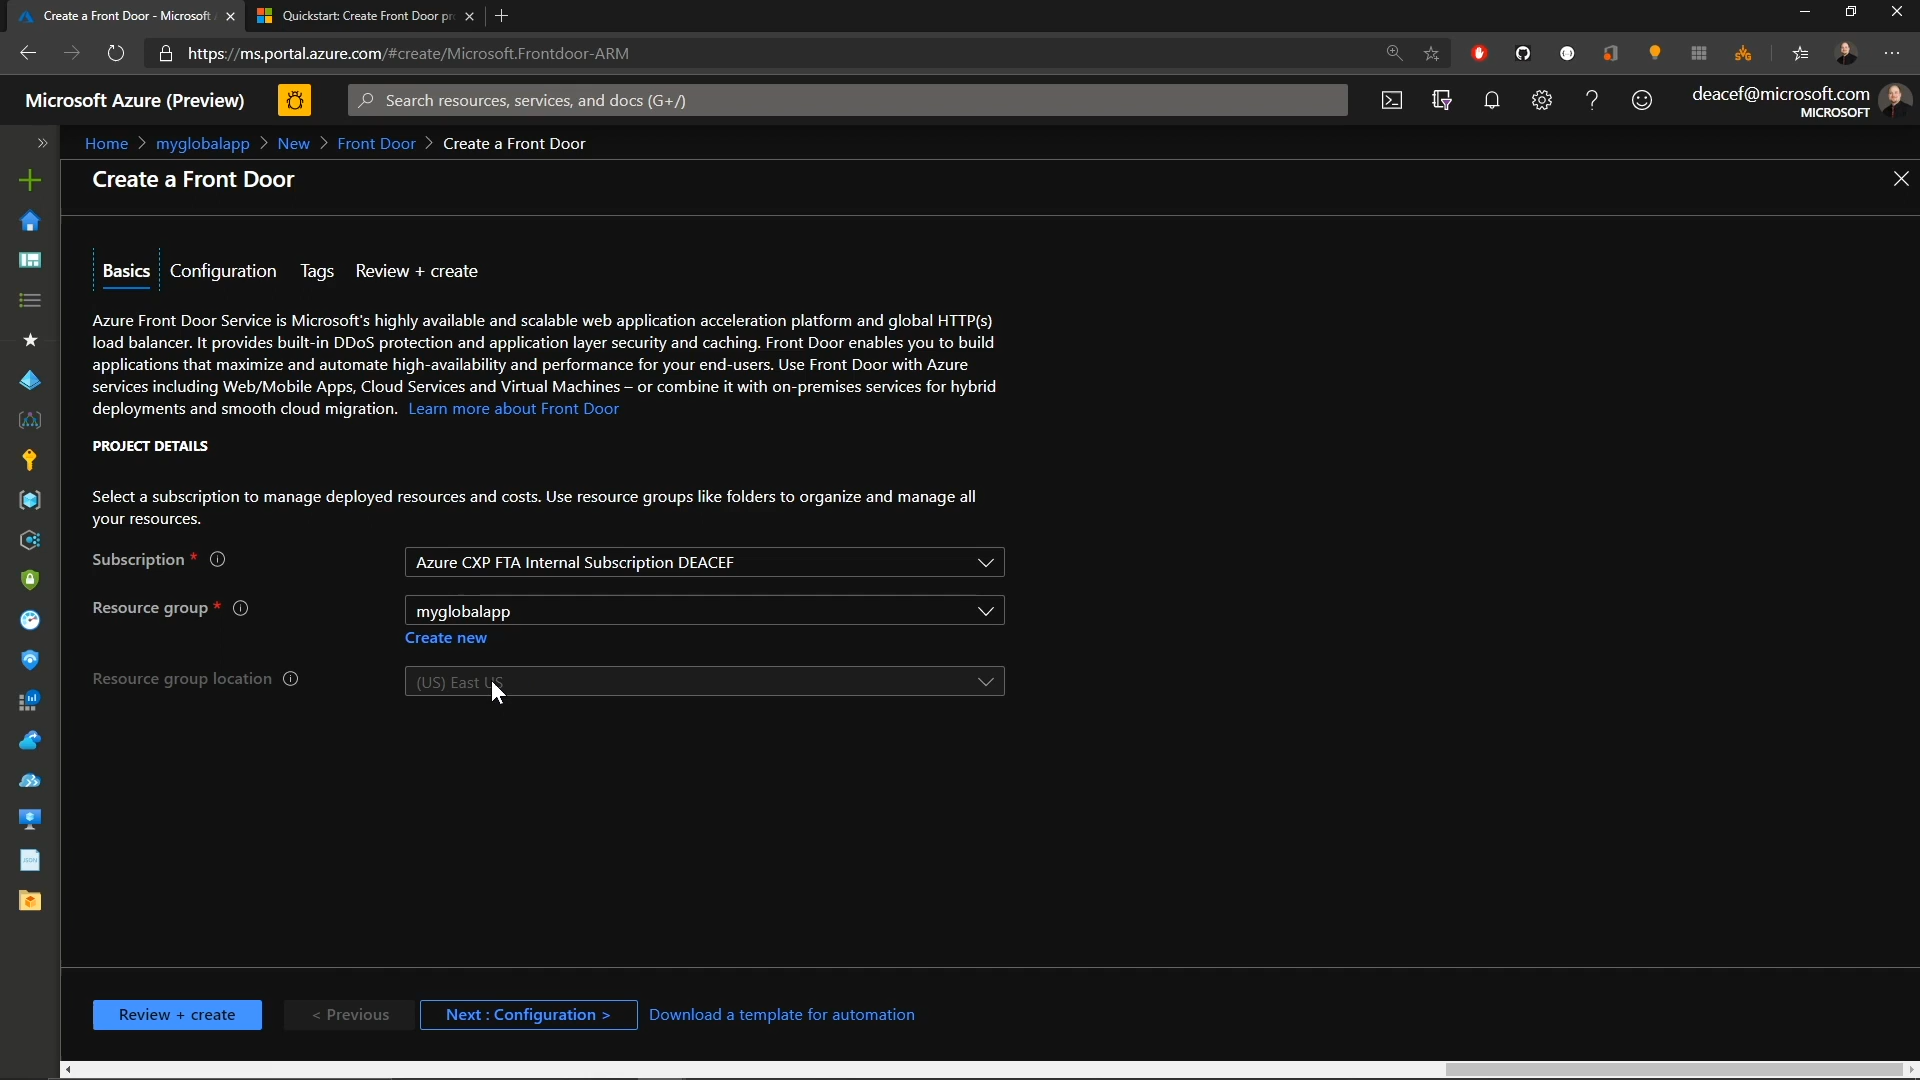 Create a Front Door - Microsoft
Quickstart: Create Front Door pr
https://ms.portal.azure.com/#create/Microsoft.Frontdoor-ARM
Microsoft Azure (Preview)
Search resources, services, and docs (G+/)
deacef@microsoft.com
MICROSOFT
Home > myglobalapp > New > Front Door > Create a Front Door
Create a Front Door
Basics Configuration Tags Review + create
Azure Front Door Service is Microsoft's highly available and scalable web application acceleration platform and global HTTP(s)
load balancer. It provides built-in DDoS protection and application layer security and caching. Front Door enables you to build
applications that maximize and automate high-availability and performance for your end-users. Use Front Door with Azure
services including Web/Mobile Apps, Cloud Services and Virtual Machines – or combine it with on-premises services for hybrid
deployments and smooth cloud migration. Learn more about Front Door
PROJECT DETAILS
Select a subscription to manage deployed resources and costs. Use resource groups like folders to organize and manage all
your resources.
Subscription *
Azure CXP FTA Internal Subscription DEACEF
Resource group *
myglobalapp
Create new
Resource group location
(US) East US
Review + create
< Previous
Next : Configuration >
Download a template for automation